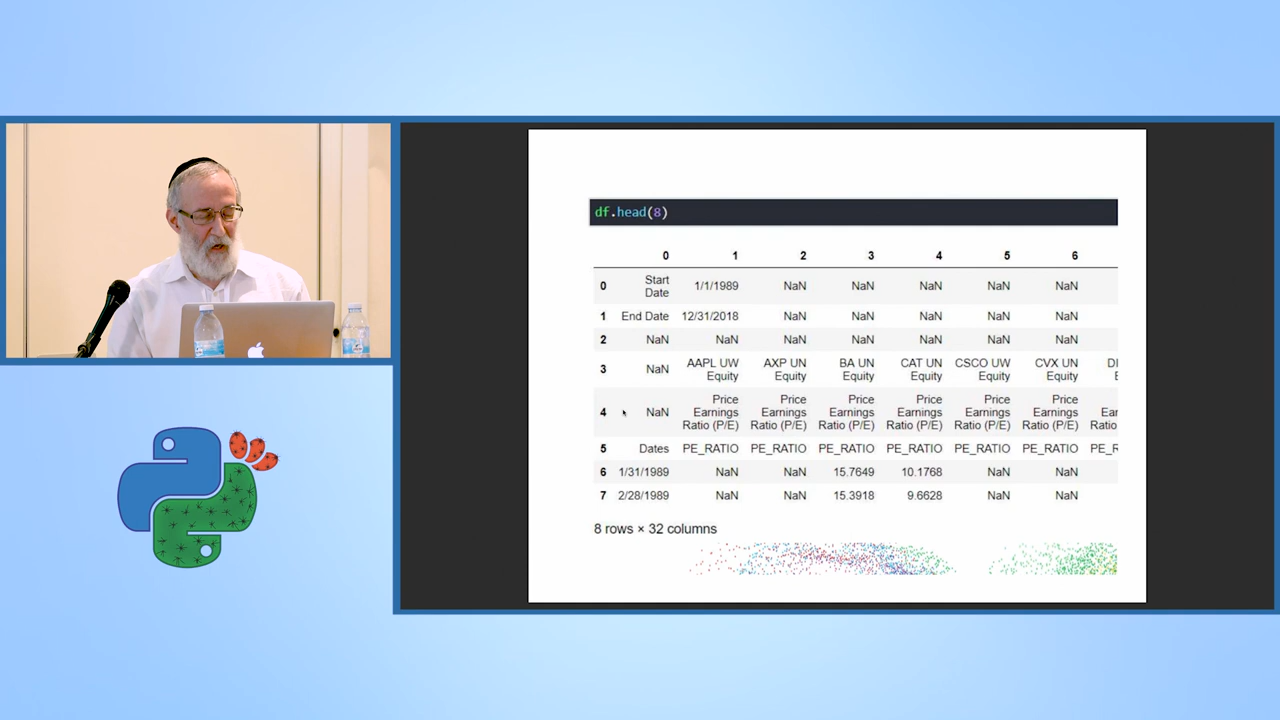 df.head(8)
0 1 2 3 4 5 6
0 Start Date 1/1/1989 NaN NaN NaN NaN NaN
1 End Date 12/31/2018 NaN NaN NaN NaN NaN
2 NaN NaN NaN NaN NaN NaN NaN
3 NaN AAPL UW Equity AXP UN Equity BA UN Equity CAT UN Equity CSCO UW Equity CVX UN Equity
4 NaN Price Earnings Ratio (P/E) Price Earnings Ratio (P/E) Price Earnings Ratio (P/E) Price Earnings Ratio (P/E) Price Earnings Ratio (P/E) Price Earnings Ratio (P/E)
5 Dates PE_RATIO PE_RATIO PE_RATIO PE_RATIO PE_RATIO PE_RATIO
6 1/31/1989 NaN NaN 15.7649 10.1768 NaN NaN
7 2/28/1989 NaN NaN 15.3918 9.6628 NaN NaN
8 rows × 32 columns